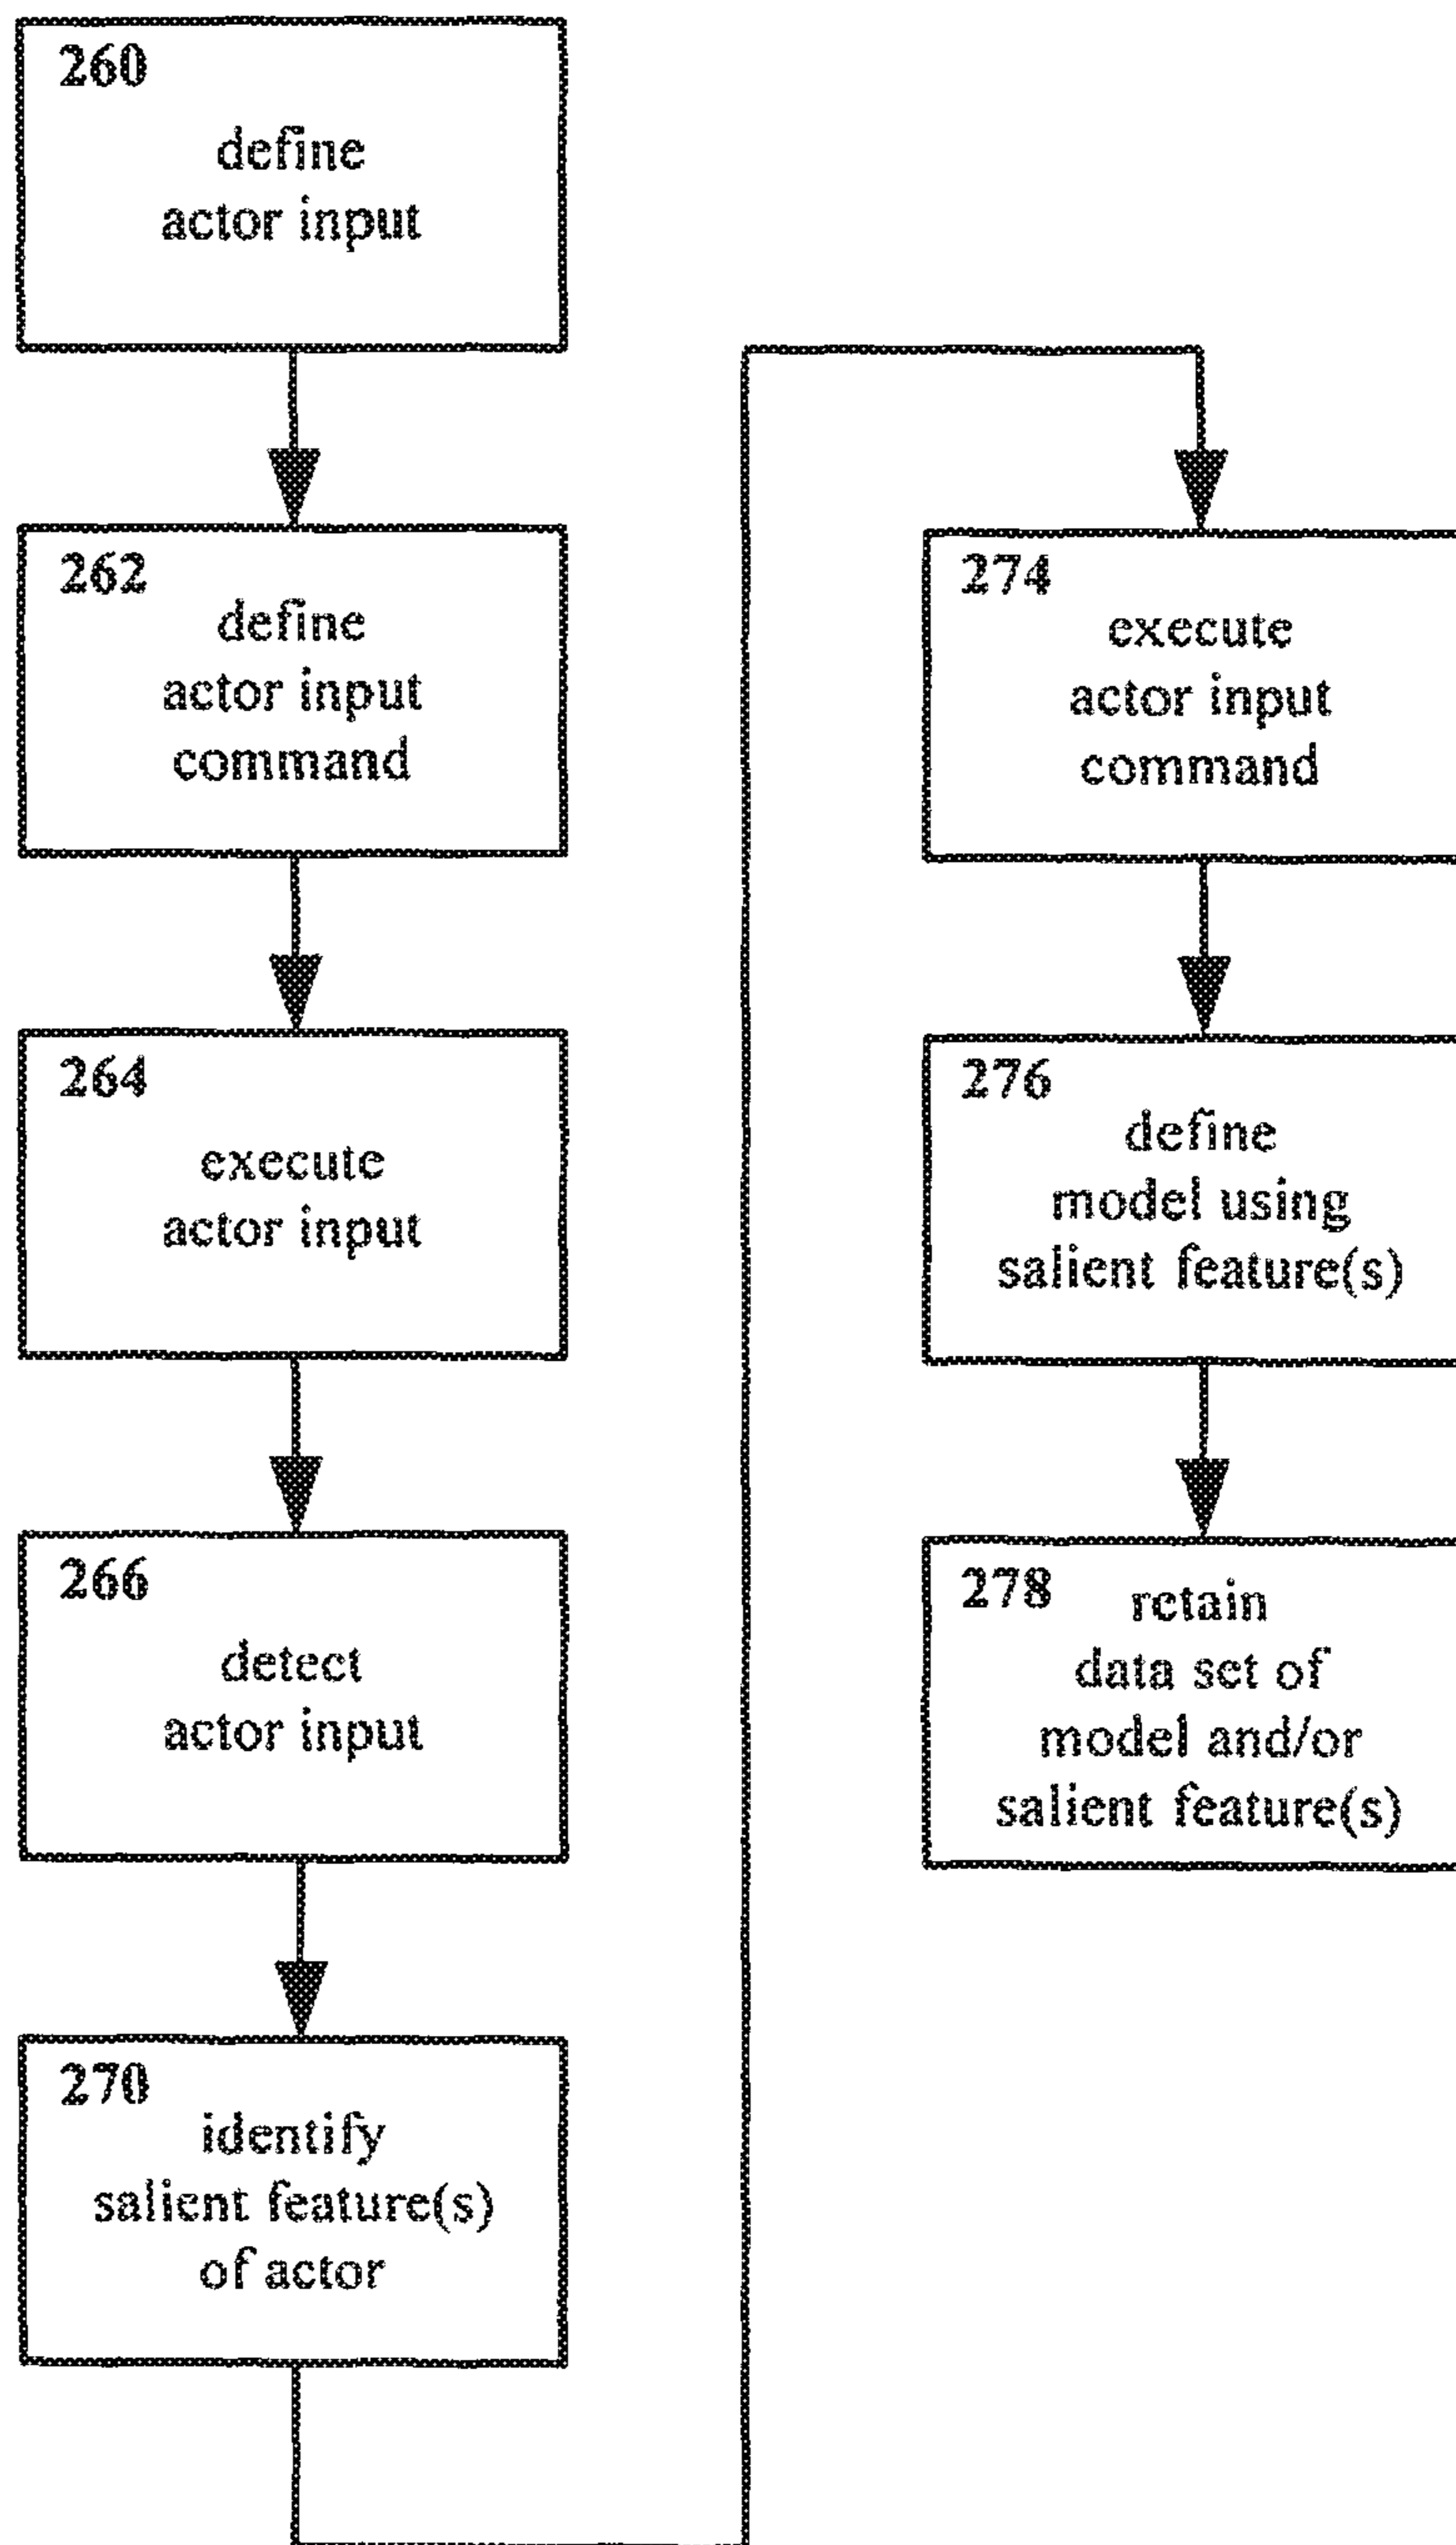 260
define
actor input
262
define
actor input
command
264
execute
actor input
266
detect
actor input
270
identify
salient feature(s)
of actor
274
execute
actor input
command
276
define
model using
salient feature(s)
278 retain
data set of
model and/or
salient feature(s)